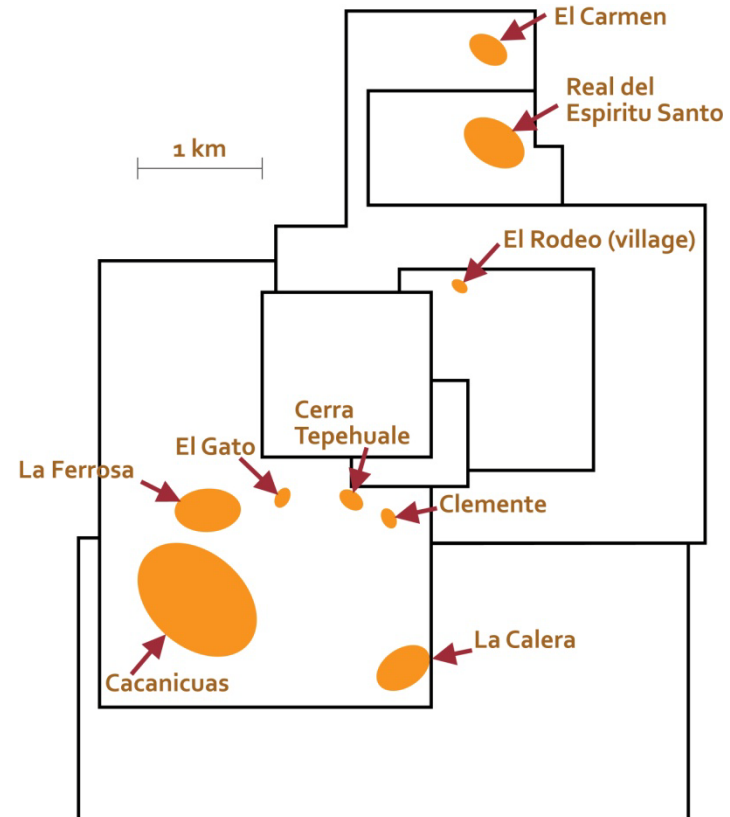 El Carmen
Real del
Espiritu Santo
1 km
El Rodeo (village)
Cerra
Tepehuale
El Gato
La Ferrosa
Clemente
La Calera
Cacanicuas